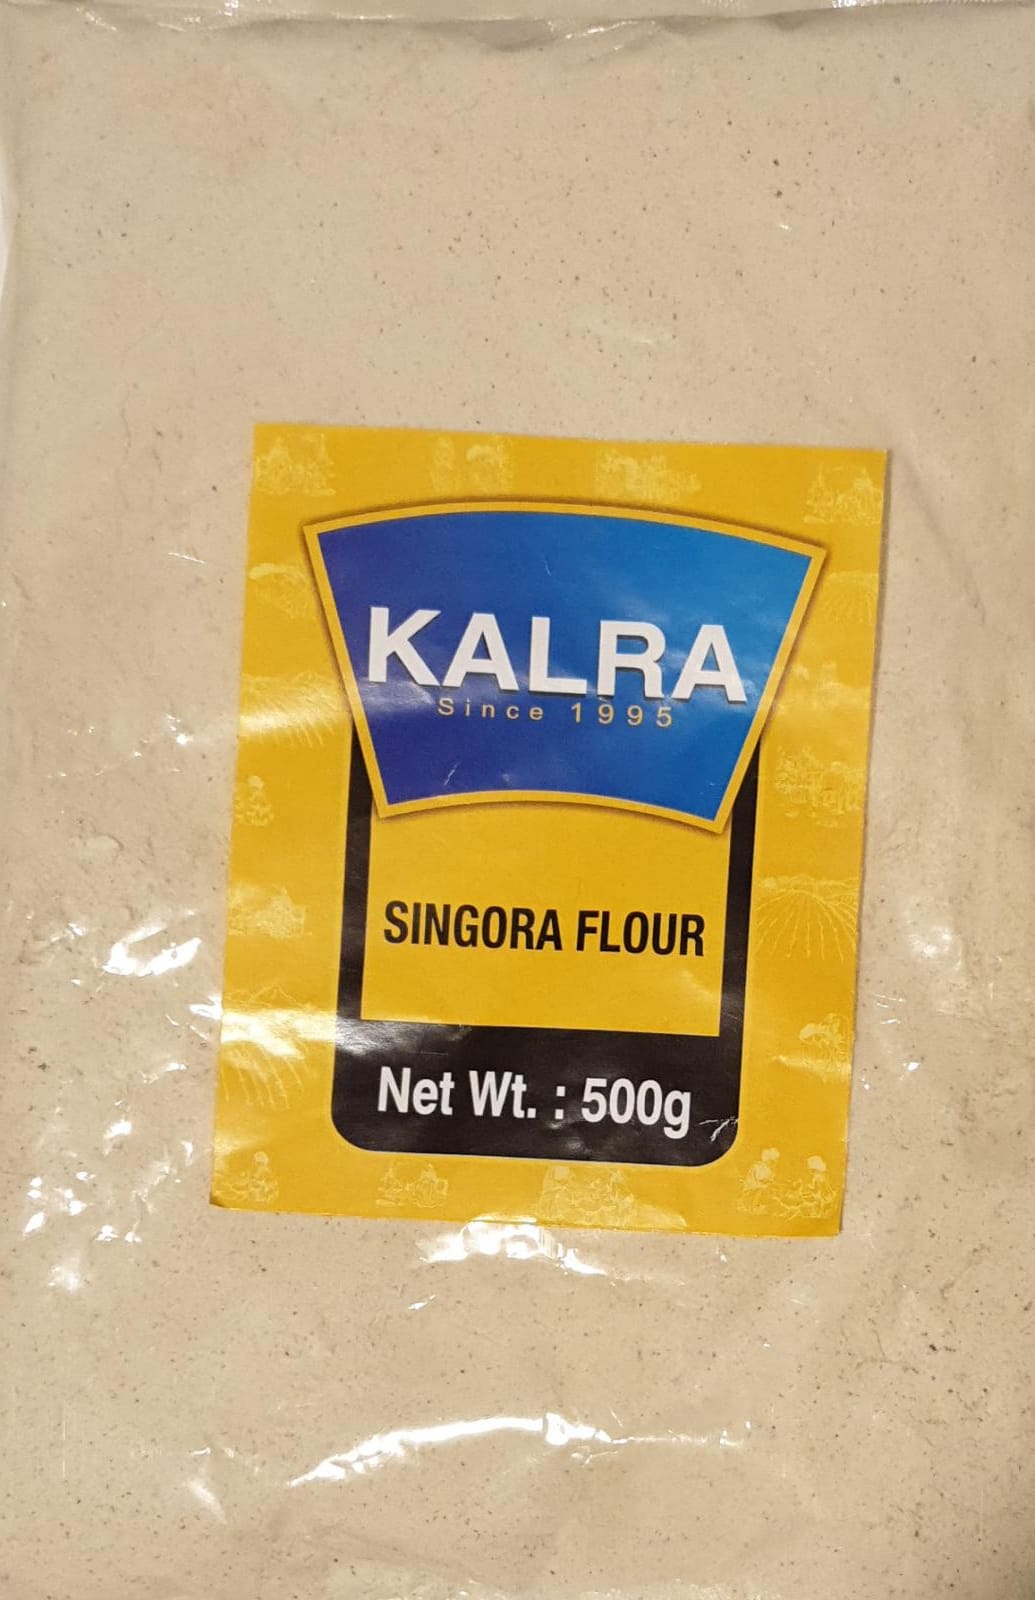 KALRA
Since 1995
SINGORA FLOUR
Net Wt. : 500g